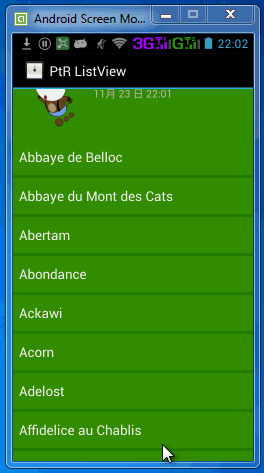 Android Screen Mo...
3G G 22:02
PtR ListView
11月 23 日 22:01
Abbaye de Belloc
Abbaye du Mont des Cats
Abertam
Abondance
Ackawi
Acorn
Adelost
Affidelice au Chablis